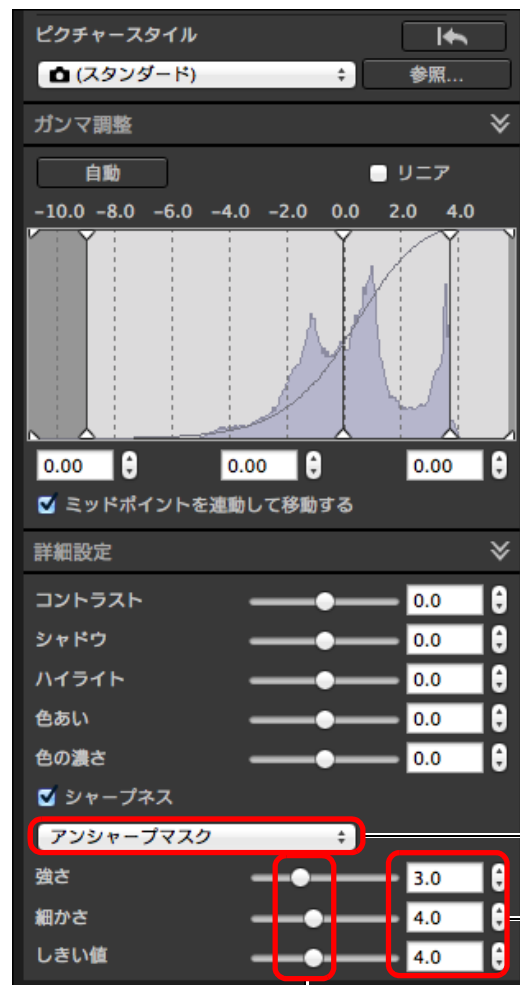 ピクチャースタイル
(スタンダード)
参照...
ガンマ調整
自動 リニア
-10.0 -8.0 -6.0 -4.0 -2.0 0.0 2.0 4.0
0.00 0.00 0.00
ミッドポイントを連動して移動する
詳細設定
コントラスト 0.0
シャドウ 0.0
ハイライト 0.0
色あい 0.0
色の濃さ 0.0
シャープネス
アンシャープマスク
強さ 3.0
細かさ 4.0
しきい値 4.0